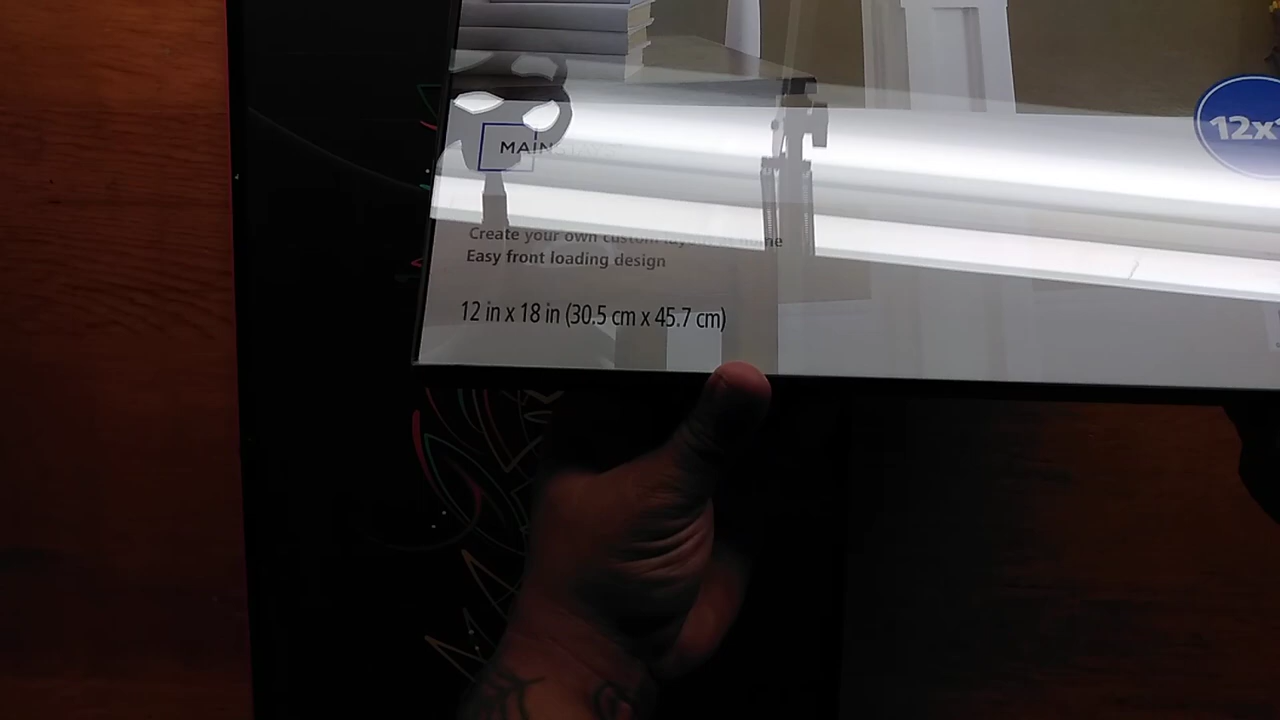 12x
MAIN
Create your own custom lay
Easy front loading design
12 in x 18 in (30.5 cm x 45.7 cm)